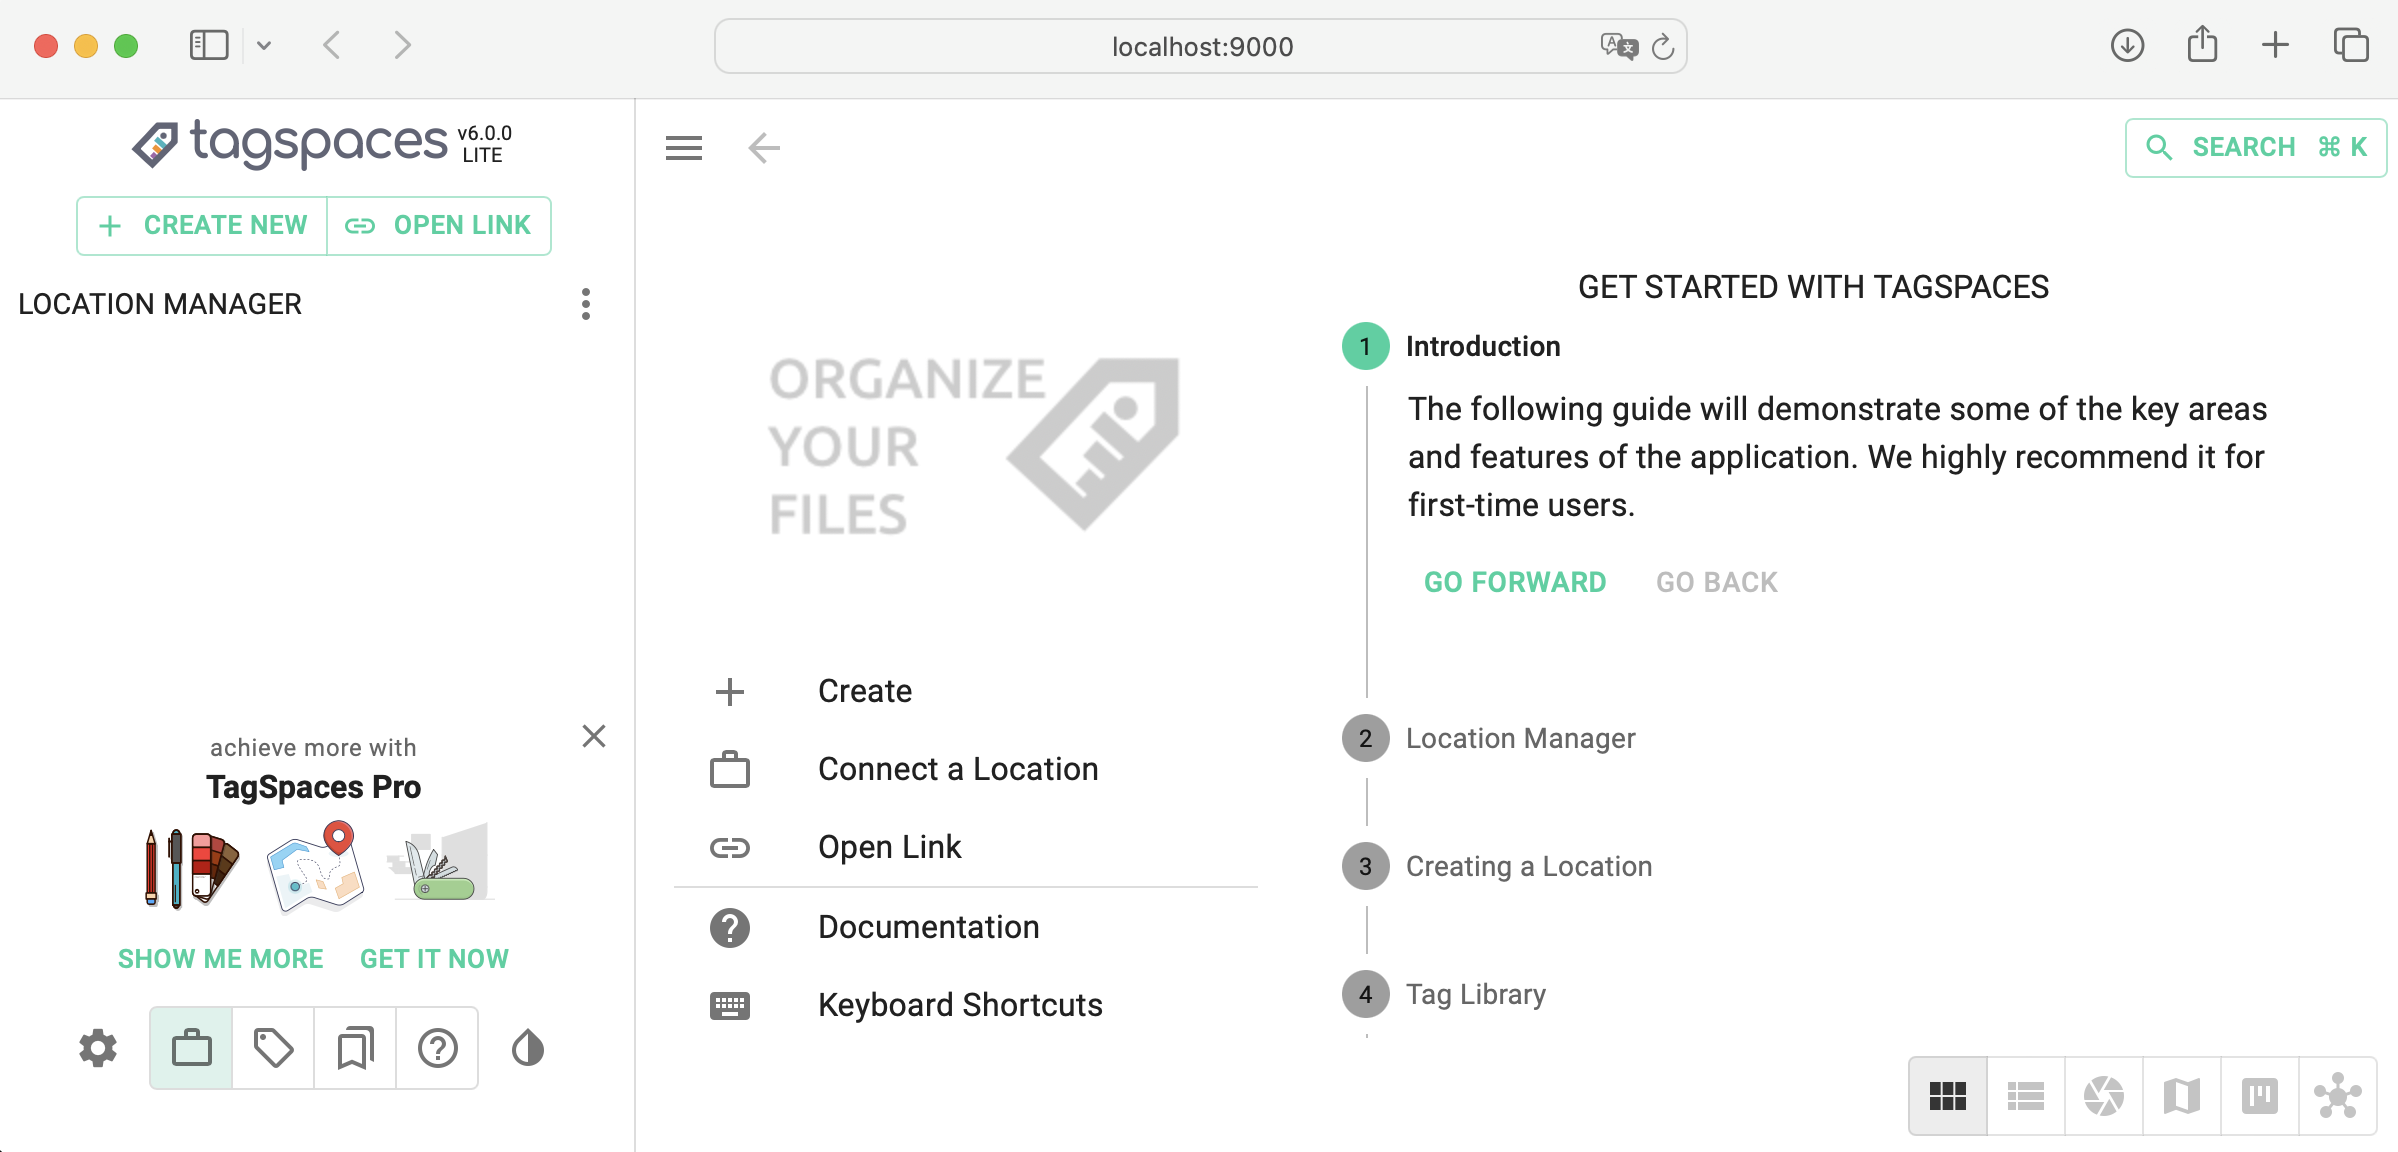 localhost:9000
tagspaces v6.0.0
LITE
CREATE NEW
OPEN LINK
LOCATION MANAGER
achieve more with
TagSpaces Pro
SHOW ME MORE
GET IT NOW
SEARCH ⌘ K
ORGANIZE
YOUR
FILES
Create
Connect a Location
Open Link
Documentation
Keyboard Shortcuts
GET STARTED WITH TAGSPACES
1 Introduction
The following guide will demonstrate some of the key areas
and features of the application. We highly recommend it for
first-time users.
GO FORWARD
GO BACK
2 Location Manager
3 Creating a Location
4 Tag Library